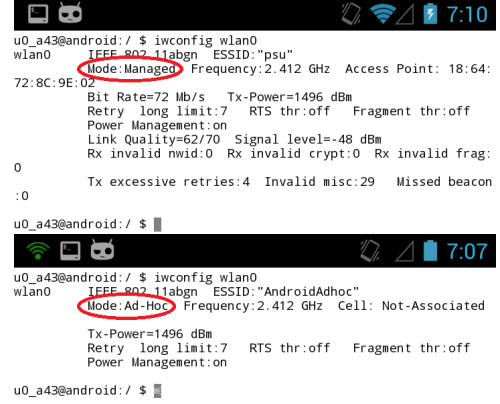 7:10
u0_a43@android:/ $ iwconfig wlan0
wlan0     IEEE 802.11abgn  ESSID:"psu"
Mode:Managed  Frequency:2.412 GHz  Access Point: 18:64:
72:8C:9E:02
Bit Rate=72 Mb/s   Tx-Power=1496 dBm
Retry  long limit:7   RTS thr:off   Fragment thr:off
Power Management:on
Link Quality=62/70  Signal level=-48 dBm
Rx invalid nwid:0  Rx invalid crypt:0  Rx invalid frag:
0
Tx excessive retries:4  Invalid misc:29   Missed beacon
:0
u0_a43@android:/ $
7:07
u0_a43@android:/ $ iwconfig wlan0
wlan0     IEEE 802.11abgn  ESSID:"AndroidAdhoc"
Mode:Ad-Hoc  Frequency:2.412 GHz  Cell: Not-Associated
Tx-Power=1496 dBm
Retry  long limit:7   RTS thr:off   Fragment thr:off
Power Management:on
u0_a43@android:/ $